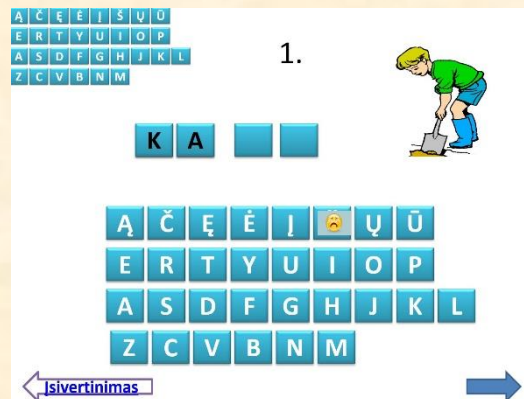 Ą Č Ę Ė Į Š Ų Ū
E R T Y U I O P
A S D F G H J K L
Z C V B N M
1.
K A
Ą Č Ę Ė Į Ų Ū
E R T Y U I O P
A S D F G H J K L
Z C V B N M
Įsivertinimas